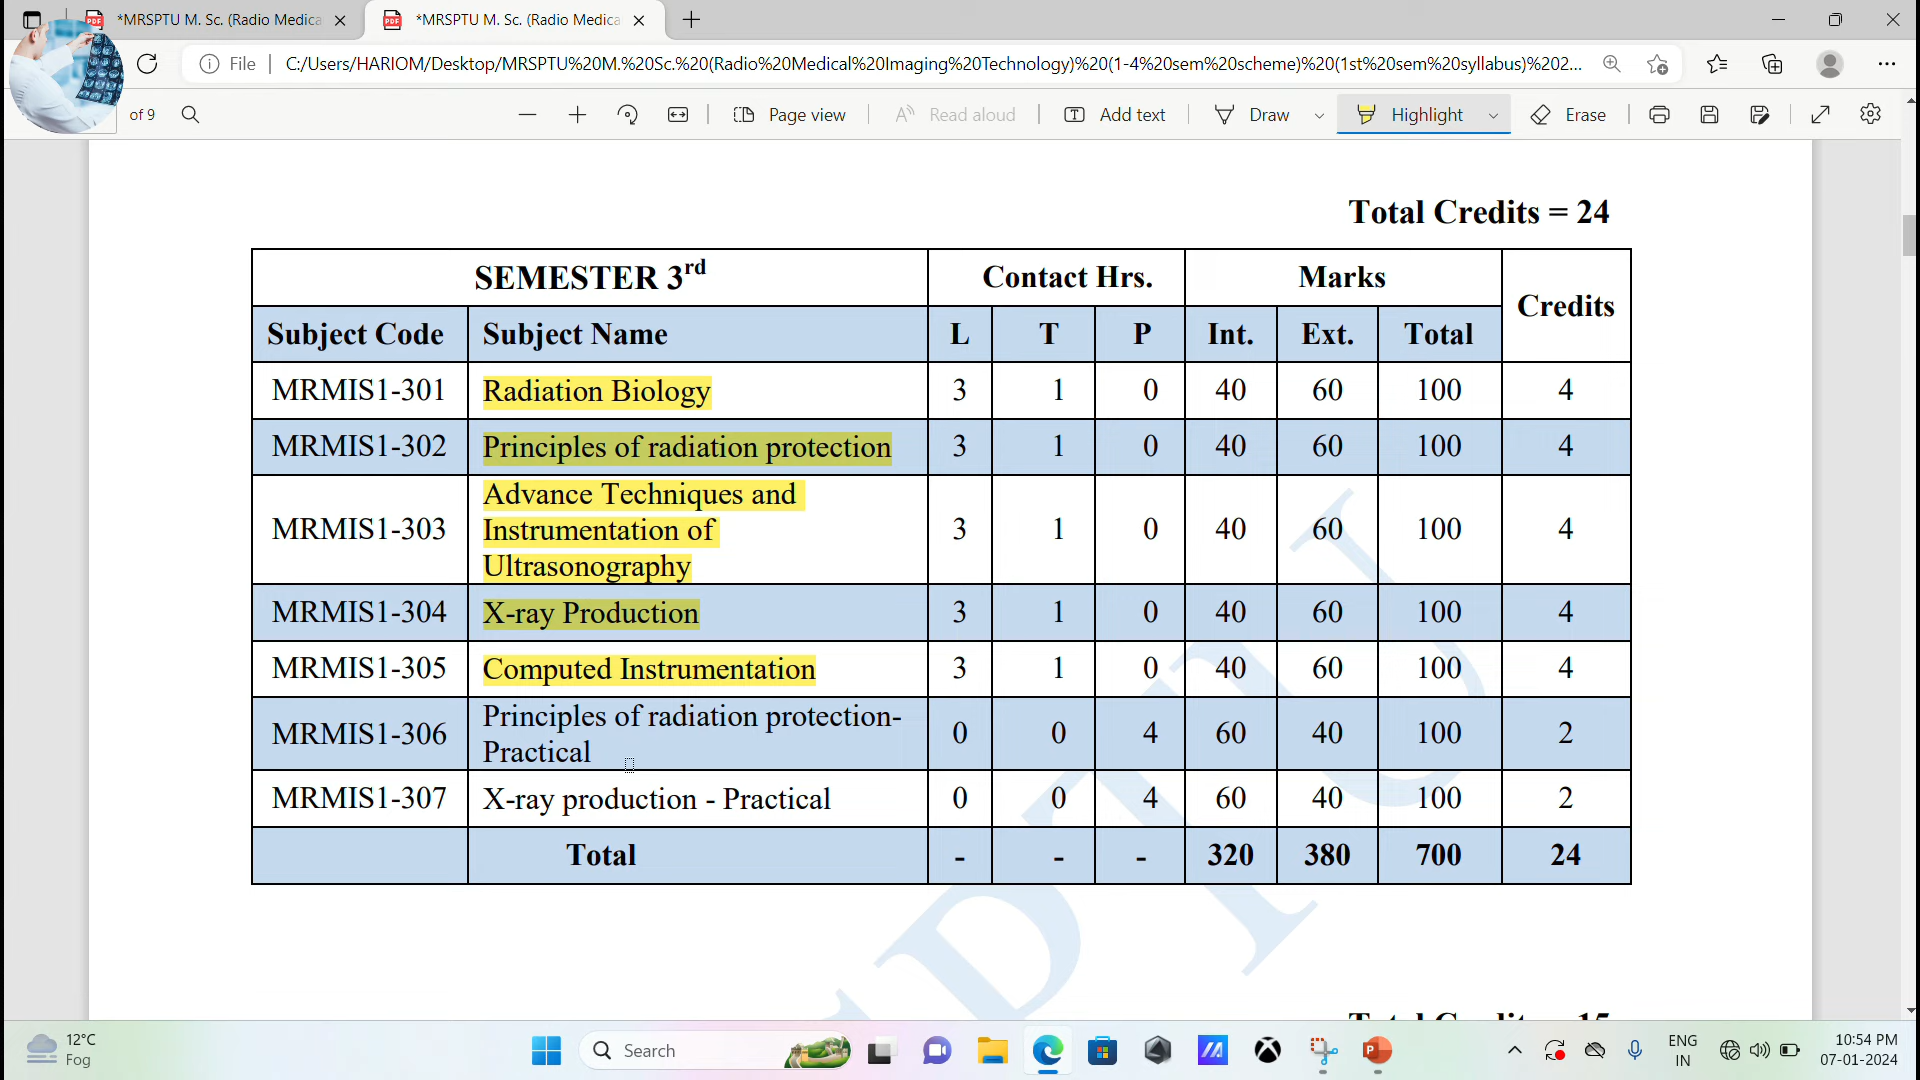 *MRSPTU M. Sc. (Radio Medica
*MRSPTU M. Sc. (Radio Medica
File
C:/Users/HARIOM/Desktop/MRSPTU%20M.%20Sc.%20(Radio%20Medical%20Imaging%20Technology)%20(1-4%20sem%20scheme)%20(1st%20sem%20syllabus)%202...
of 9
Page view
Read aloud
Add text
Draw
Highlight
Erase
Total Credits = 24
SEMESTER 3rd Contact Hrs. Marks Credits
Subject Code Subject Name L T P Int. Ext. Total
MRMIS1-301 Radiation Biology 3 1 0 40 60 100 4
MRMIS1-302 Principles of radiation protection 3 1 0 40 60 100 4
MRMIS1-303 Advance Techniques and
Instrumentation of
Ultrasonography 3 1 0 40 60 100 4
MRMIS1-304 X-ray Production 3 1 0 40 60 100 4
MRMIS1-305 Computed Instrumentation 3 1 0 40 60 100 4
MRMIS1-306 Principles of radiation protection-
Practical 0 0 4 60 40 100 2
MRMIS1-307 X-ray production - Practical 0 0 4 60 40 100 2
Total - - - 320 380 700 24
12°C
Fog
Search
ENG
IN
10:54 PM
07-01-2024